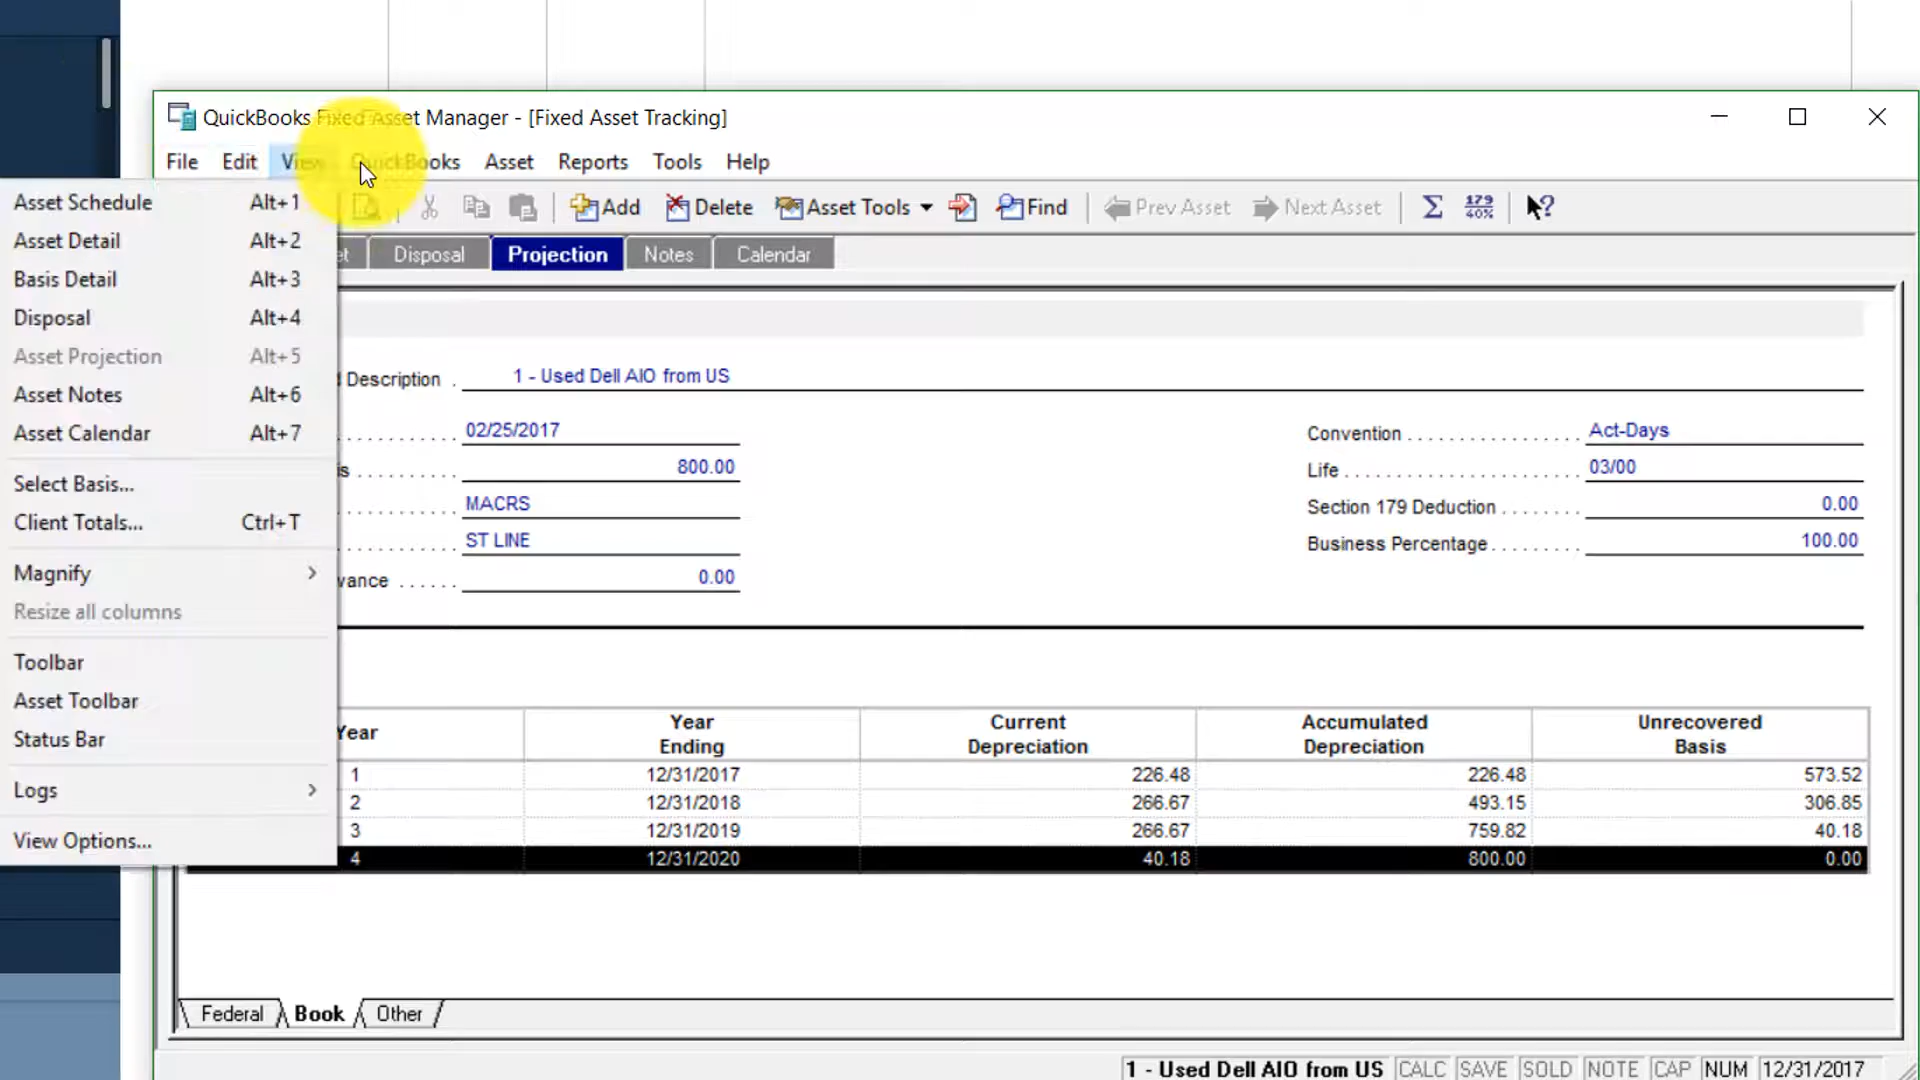 QuickBooks Fixed Asset Manager - [Fixed Asset Tracking]
File Edit View QuickBooks Asset Reports Tools Help
Add Delete Asset Tools Find Prev Asset Next Asset 179 40% ?
et Disposal Projection Notes Calendar
Asset Schedule Alt+1
Asset Detail Alt+2
Basis Detail Alt+3
Disposal Alt+4
Asset Projection Alt+5
Asset Notes Alt+6
Asset Calendar Alt+7
Select Basis...
Client Totals... Ctrl+T
Magnify
Resize all columns
Toolbar
Asset Toolbar
Status Bar
Logs
View Options...
d Description . 1 - Used Dell AIO from US
02/25/2017 Convention Act-Days
is 800.00 Life 03/00
MACRS Section 179 Deduction 0.00
ST LINE Business Percentage 100.00
vance 0.00
Year Year Ending Current Depreciation Accumulated Depreciation Unrecovered Basis
1 12/31/2017 226.48 226.48 573.52
2 12/31/2018 266.67 493.15 306.85
3 12/31/2019 266.67 759.82 40.18
4 12/31/2020 40.18 800.00 0.00
Federal Book Other
1 - Used Dell AIO from US CALC SAVE SOLD NOTE CAP NUM 12/31/2017